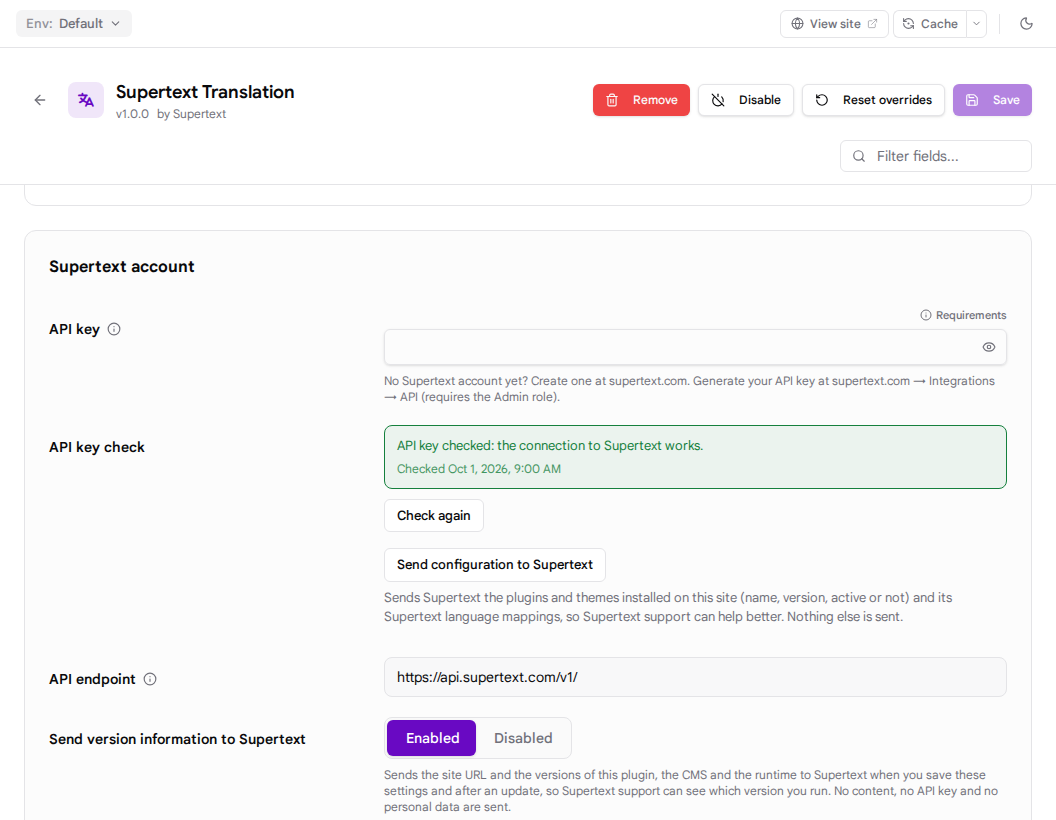 Env: Default
View site
Cache
Supertext Translation
v1.0.0 by Supertext
Remove
Disable
Reset overrides
Save
Filter fields...
Supertext account
API key
Requirements
No Supertext account yet? Create one at supertext.com. Generate your API key at supertext.com → Integrations
→ API (requires the Admin role).
API key check
API key checked: the connection to Supertext works.
Checked Oct 1, 2026, 9:00 AM
Check again
Send configuration to Supertext
Sends Supertext the plugins and themes installed on this site (name, version, active or not) and its
Supertext language mappings, so Supertext support can help better. Nothing else is sent.
API endpoint
https://api.supertext.com/v1/
Send version information to Supertext
Enabled
Disabled
Sends the site URL and the versions of this plugin, the CMS and the runtime to Supertext when you save these
settings and after an update, so Supertext support can see which version you run. No content, no API key and no
personal data are sent.